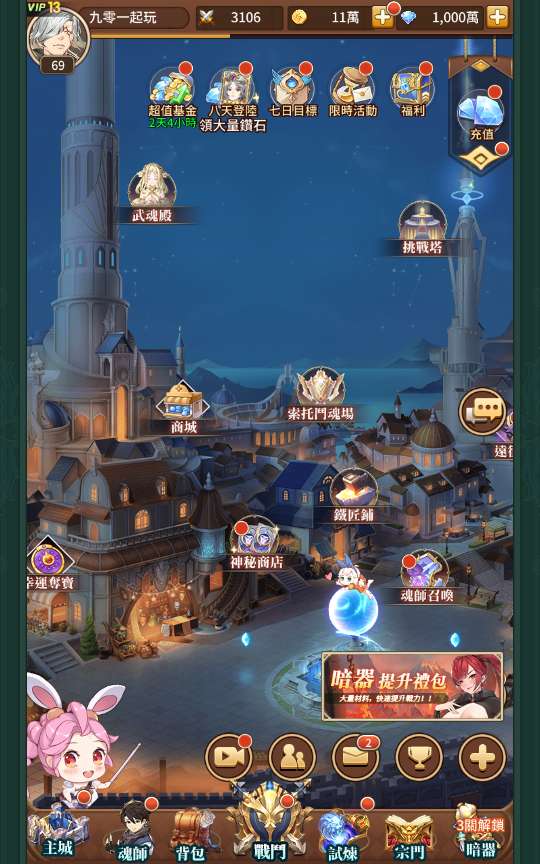 VIP 13
九零一起玩
3106
11萬
1,000萬
69
超值基金
2天4小時
八天登陸
領大量鑽石
七日目標
限時活動
福利
充值
武魂殿
挑戰塔
商城
索托鬥魂場
鐵匠鋪
神秘商店
幸運奪寶
魂師召喚
暗器 提升禮包
大量材料,快速提升戰力!!
2
主城
魂師
背包
戰鬥
試煉
宗門
3關解鎖
暗器